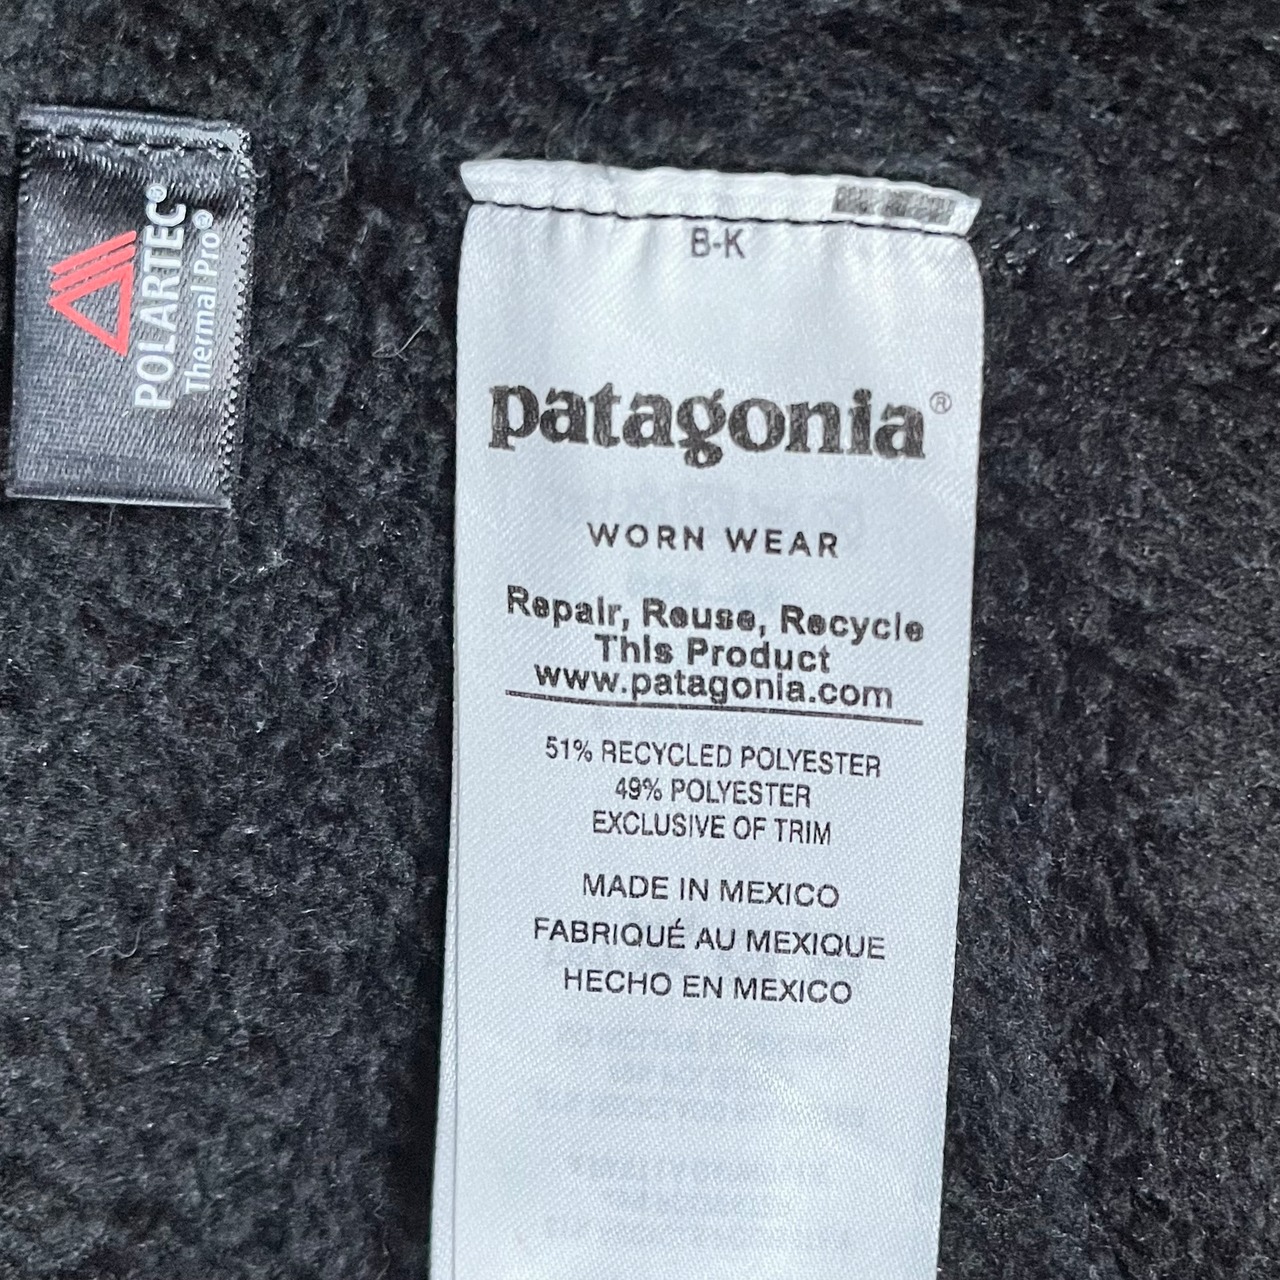 POLARTEC®
Thermal Pro®
B-K
patagonia®
WORN WEAR
Repair, Reuse, Recycle
This Product
www.patagonia.com
51% RECYCLED POLYESTER
49% POLYESTER
EXCLUSIVE OF TRIM
MADE IN MEXICO
FABRIQUÉ AU MEXIQUE
HECHO EN MEXICO